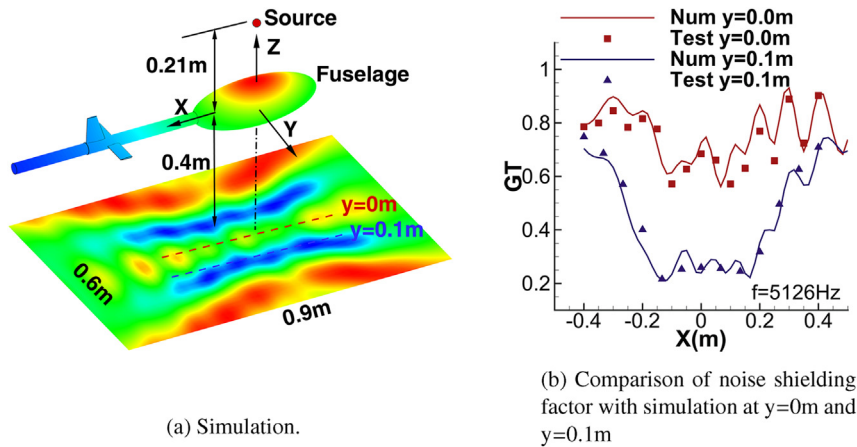 Source
Z
0.21m
Fuselage
X
Y
0.4m
y=0m
y=0.1m
0.6m
0.9m
(a) Simulation.
Num y=0.0m
Test y=0.0m
Num y=0.1m
Test y=0.1m
GT
1
0.8
0.6
0.4
0.2
f=5126Hz
-0.4 -0.2 0 0.2 0.4
X(m)
(b) Comparison of noise shielding
factor with simulation at y=0m and
y=0.1m